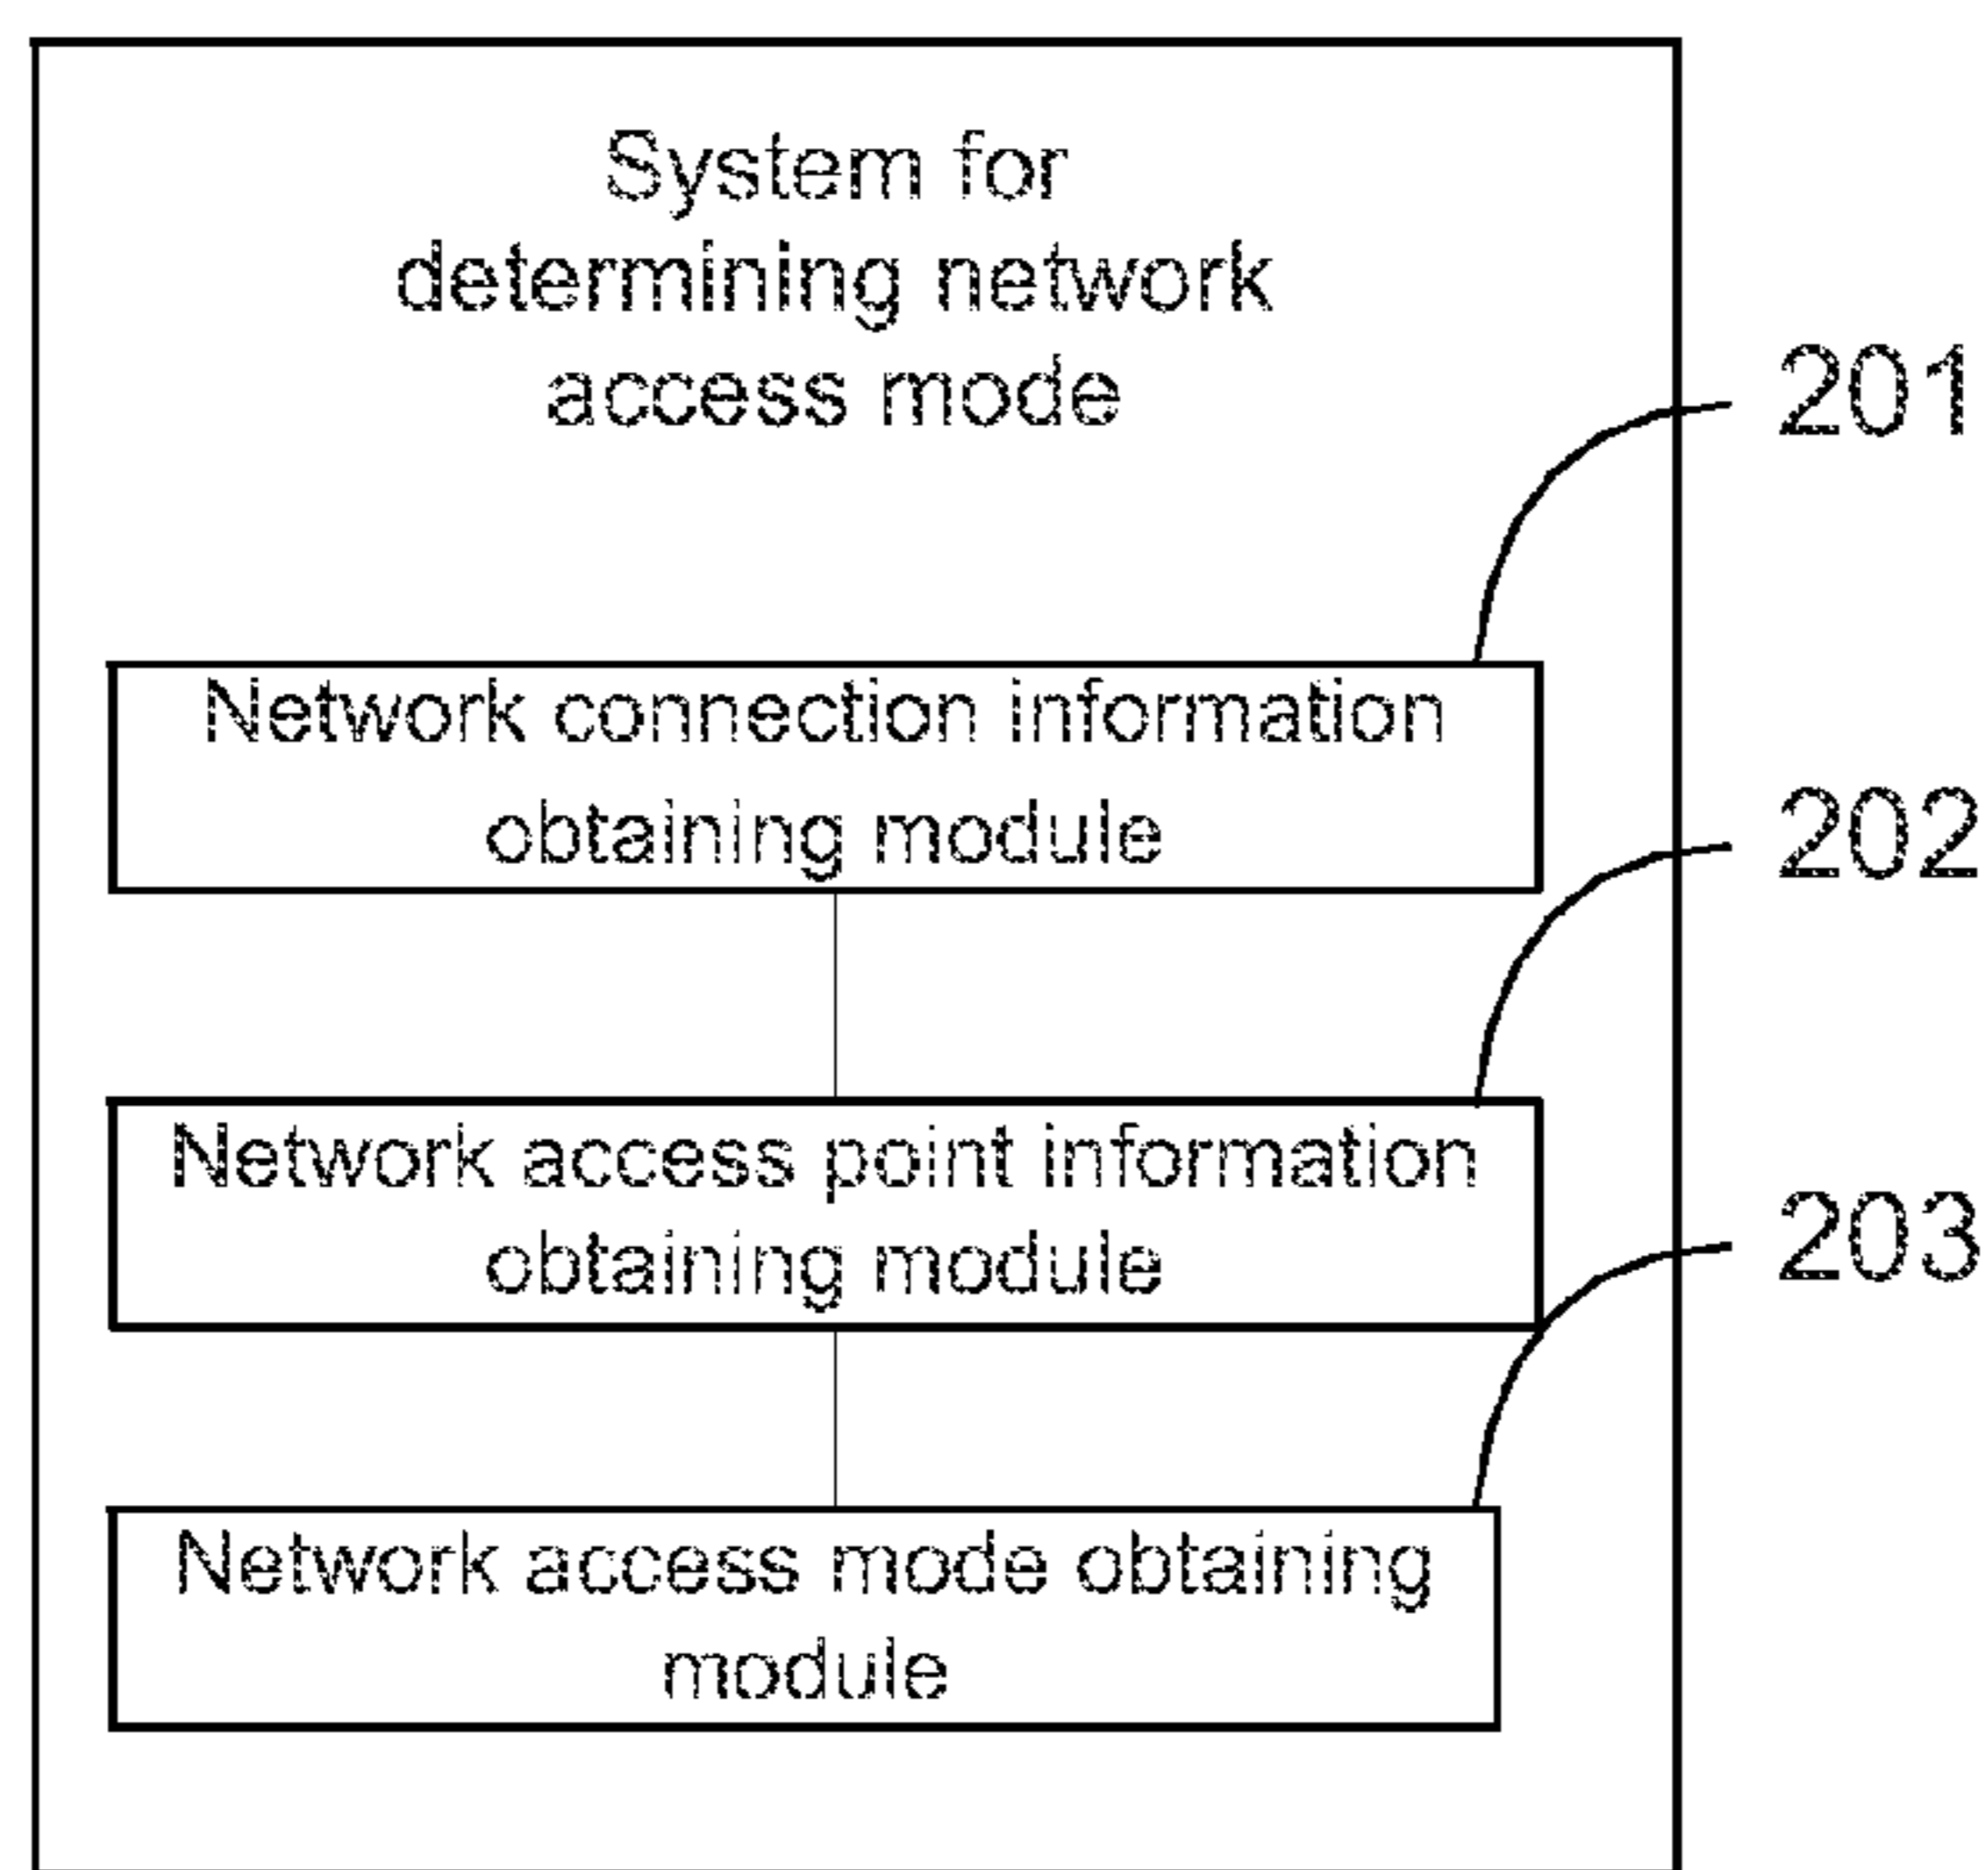 System for
determining network
access mode
201
Network connection information
obtaining module
202
Network access point information
obtaining module
203
Network access mode obtaining
module